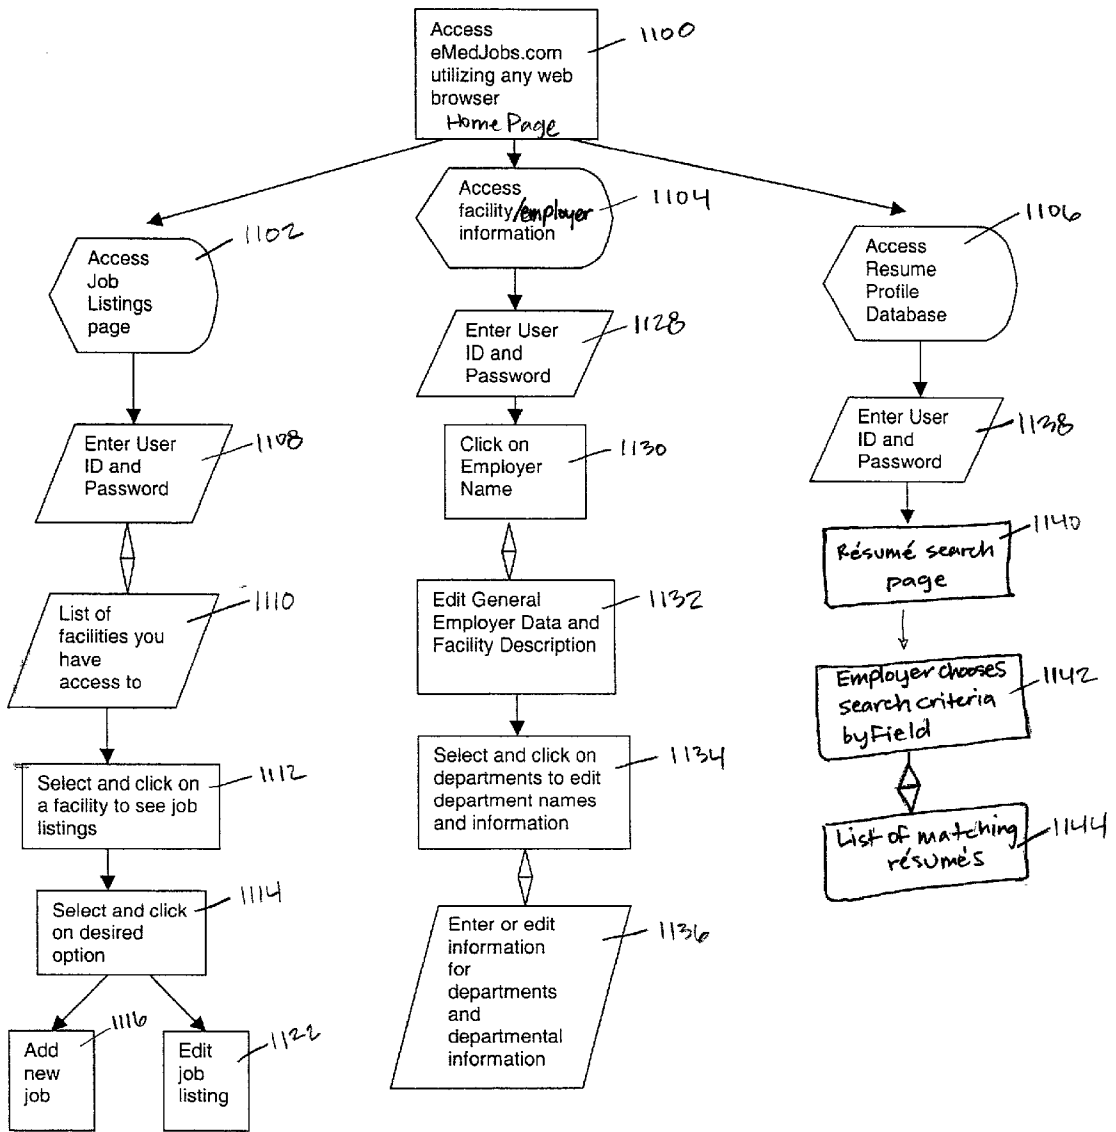 Access
eMedJobs.com
utilizing any web
browser
Home Page
1100
Access
facility/employer
information
1104
Access
Job
Listings
page
1102
Access
Resume
Profile
Database
1106
Enter User
ID and
Password
1108
List of
facilities you
have
access to
1110
Select and click on
a facility to see job
listings
1112
Select and click
on desired
option
1114
Add
new
job
1116
Edit
job
listing
1122
Enter User
ID and
Password
1128
Click on
Employer
Name
1130
Edit General
Employer Data and
Facility Description
1132
Select and click on
departments to edit
department names
and information
1134
Enter or edit
information
for
departments
and
departmental
information
1136
Enter User
ID and
Password
1138
Résumé search
page
1140
Employer chooses
search criteria
by Field
1142
List of matching
résumés
1144